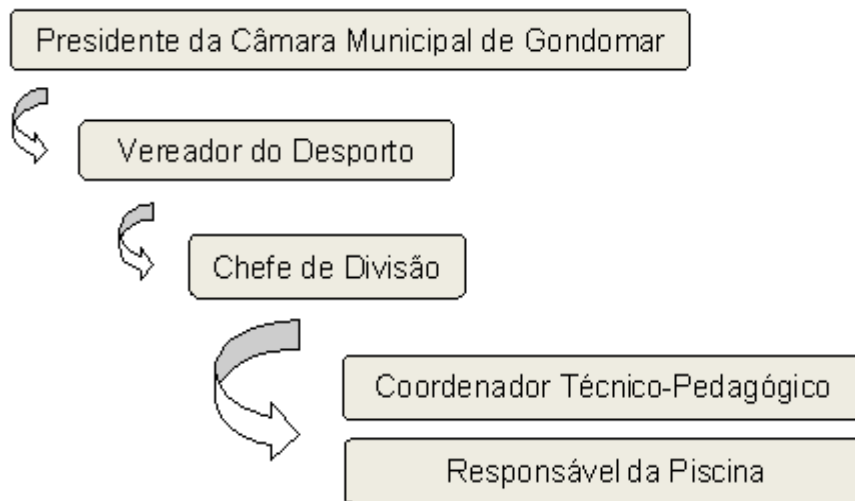 Presidente da Câmara Municipal de Gondomar
Vereador do Desporto
Chefe de Divisão
Coordenador Técnico-Pedagógico
Responsável da Piscina